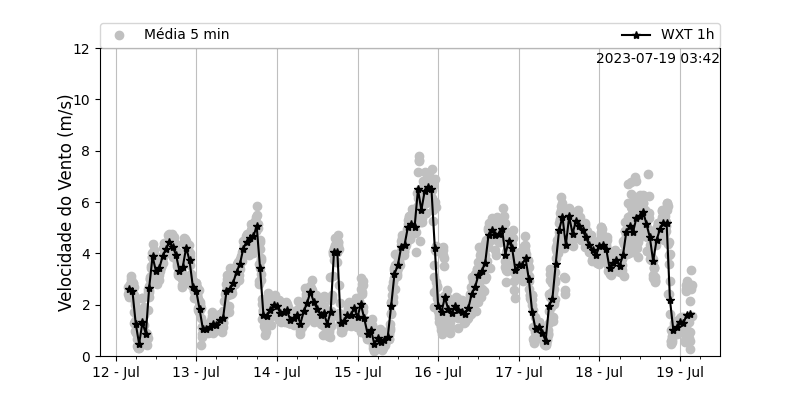 Média 5 min WXT 1h
2023-07-19 03:42
Velocidade do Vento (m/s)
12
10
8
6
4
2
0
12 - Jul 13 - Jul 14 - Jul 15 - Jul 16 - Jul 17 - Jul 18 - Jul 19 - Jul